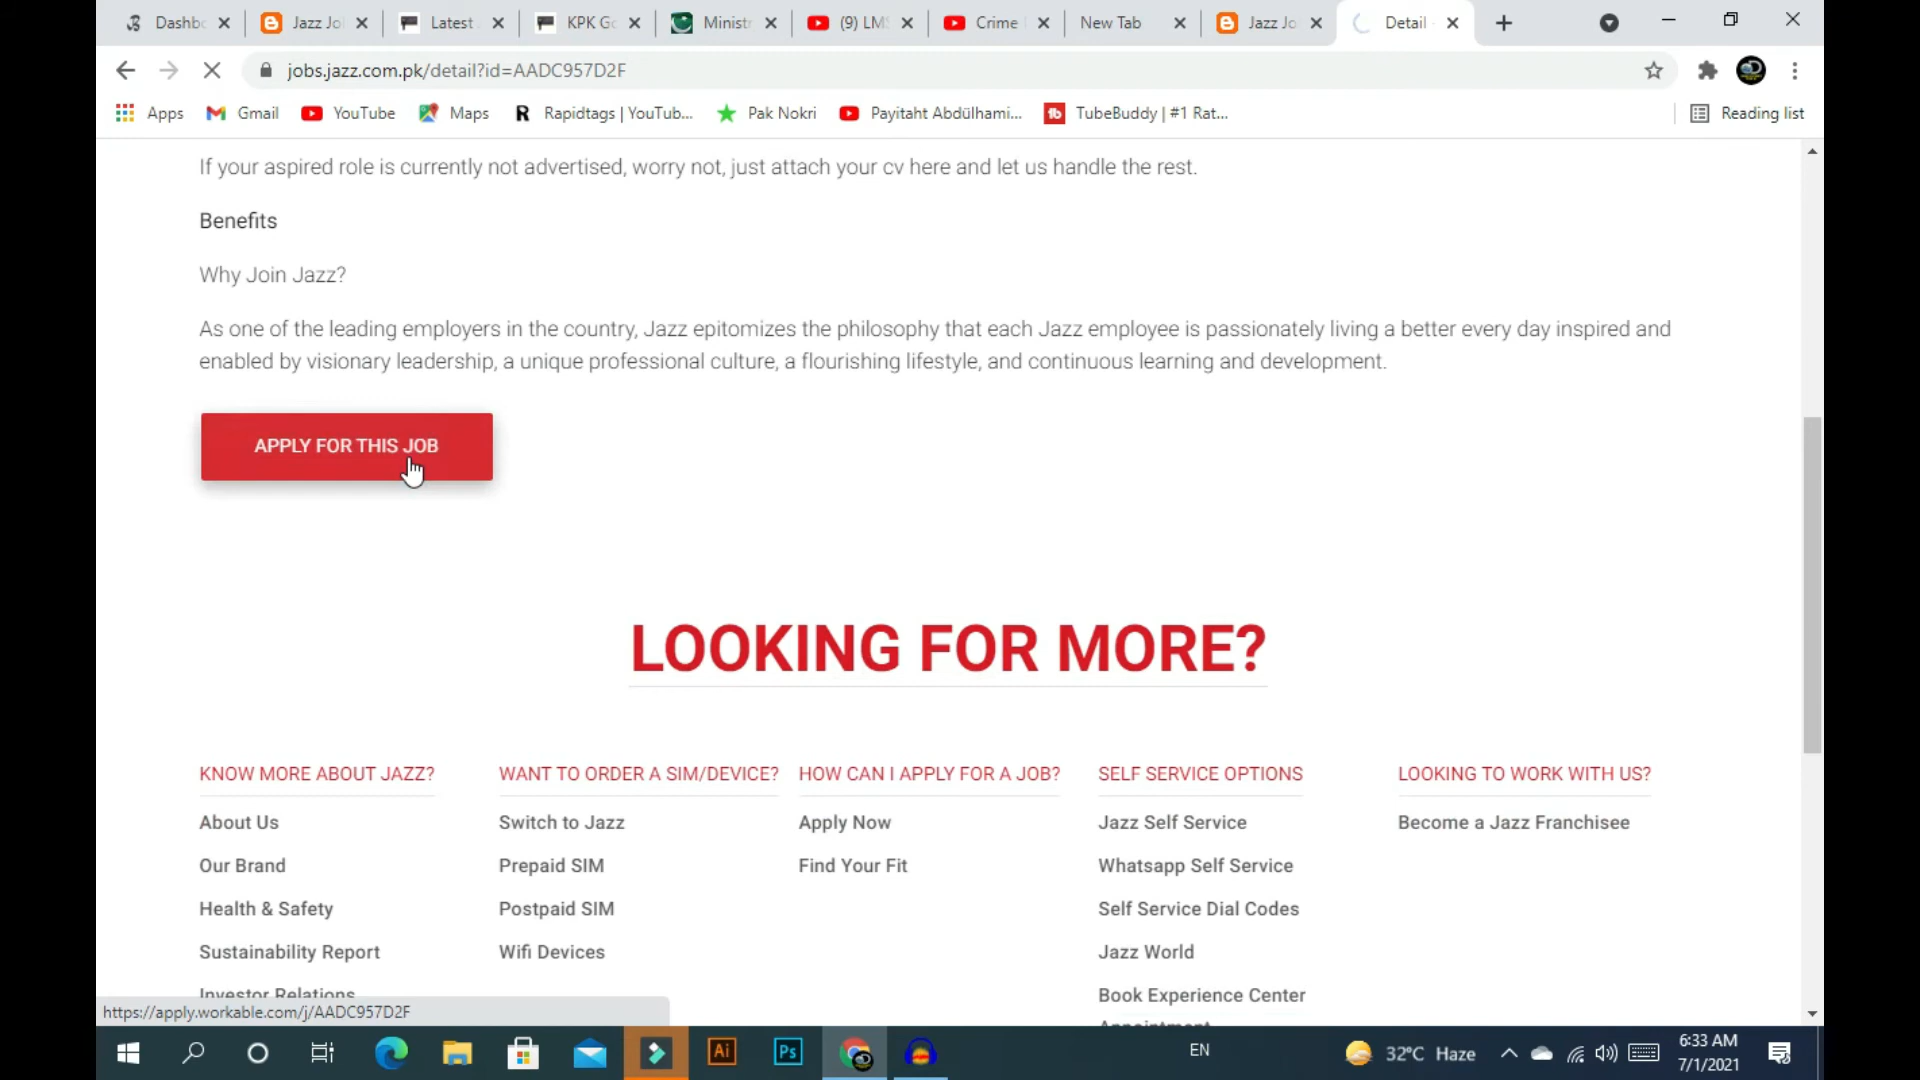 Dashbo
Jazz Jol
Latest
KPK Go
Ministr
(9) LMS
Crime
New Tab
Jazz Jo
Detail
jobs.jazz.com.pk/detail?id=AADC957D2F
Apps
Gmail
YouTube
Maps
R
Rapidtags | YouTub...
Pak Nokri
Payitaht Abdülhami...
tb
TubeBuddy | #1 Rat...
Reading list
If your aspired role is currently not advertised, worry not, just attach your cv here and let us handle the rest.
Benefits
Why Join Jazz?
As one of the leading employers in the country, Jazz epitomizes the philosophy that each Jazz employee is passionately living a better every day inspired and
enabled by visionary leadership, a unique professional culture, a flourishing lifestyle, and continuous learning and development.
APPLY FOR THIS JOB
LOOKING FOR MORE?
KNOW MORE ABOUT JAZZ?
About Us
Our Brand
Health & Safety
Sustainability Report
Investor Relations
WANT TO ORDER A SIM/DEVICE?
Switch to Jazz
Prepaid SIM
Postpaid SIM
Wifi Devices
HOW CAN I APPLY FOR A JOB?
Apply Now
Find Your Fit
SELF SERVICE OPTIONS
Jazz Self Service
Whatsapp Self Service
Self Service Dial Codes
Jazz World
Book Experience Center
Appointment
LOOKING TO WORK WITH US?
Become a Jazz Franchisee
https://apply.workable.com/j/AADC957D2F
Ai
Ps
EN
32°C Haze
6:33 AM
7/1/2021